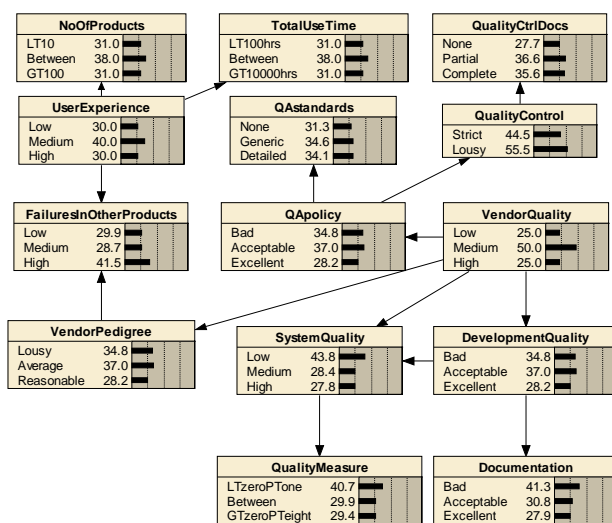 NoOfProducts
LT10 31.0
Between 38.0
GT100 31.0
TotalUseTime
LT100hrs 31.0
Between 38.0
GT10000hrs 31.0
QualityCtrlDocs
None 27.7
Partial 36.6
Complete 35.6
UserExperience
Low 30.0
Medium 40.0
High 30.0
QAstandards
None 31.3
Generic 34.6
Detailed 34.1
QualityControl
Strict 44.5
Lousy 55.5
FailuresInOtherProducts
Low 29.9
Medium 28.7
High 41.5
QApolicy
Bad 34.8
Acceptable 37.0
Excellent 28.2
VendorQuality
Low 25.0
Medium 50.0
High 25.0
VendorPedigree
Lousy 34.8
Average 37.0
Reasonable 28.2
SystemQuality
Low 43.8
Medium 28.4
High 27.8
DevelopmentQuality
Bad 34.8
Acceptable 37.0
Excellent 28.2
QualityMeasure
LTzeroPTone 40.7
Between 29.9
GTzeroPTeight 29.4
Documentation
Bad 41.3
Acceptable 30.8
Excellent 27.9